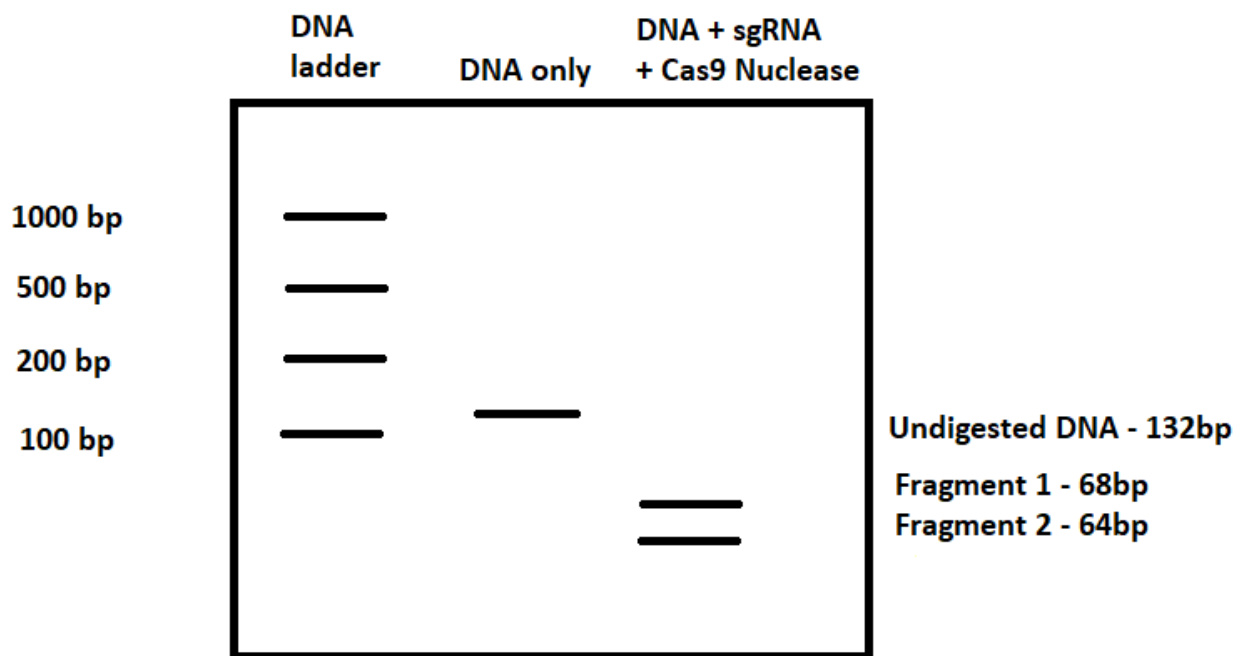 DNA
ladder
DNA only
DNA + sgRNA
+ Cas9 Nuclease
1000 bp
500 bp
200 bp
100 bp
Undigested DNA - 132bp
Fragment 1 - 68bp
Fragment 2 - 64bp